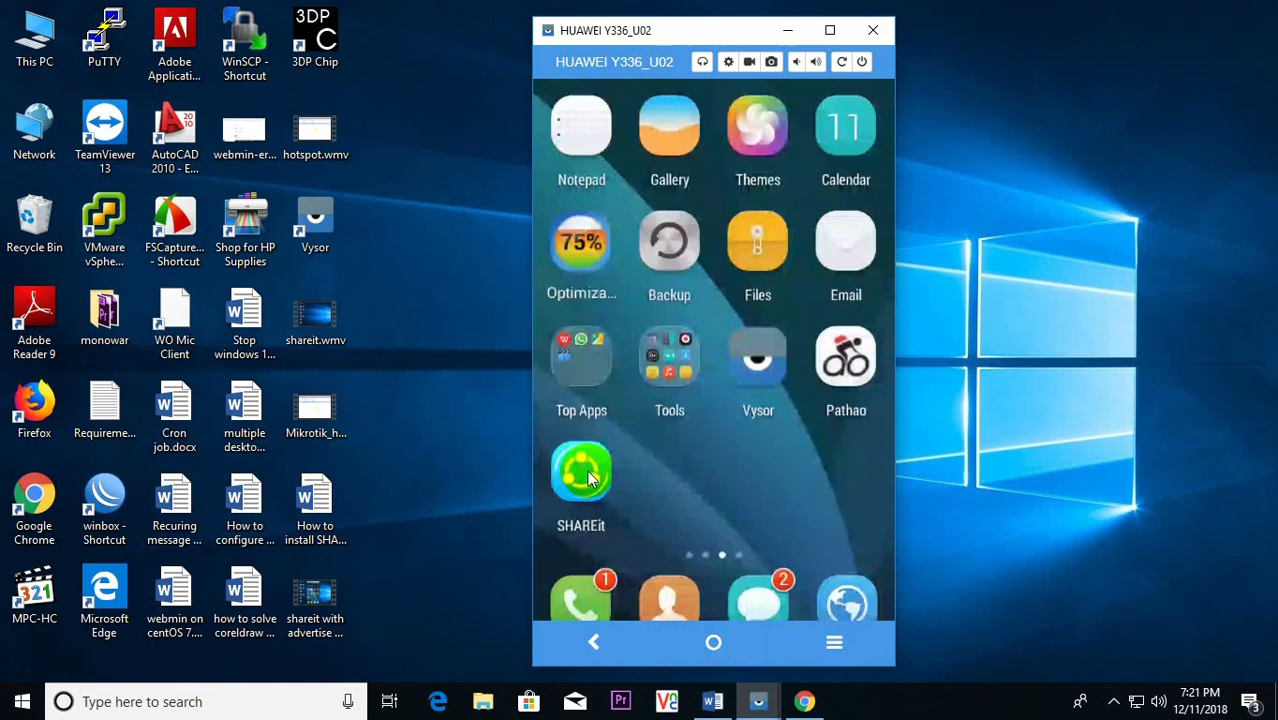 This PC
PuTTY
Adobe
Applicati...
WinSCP -
Shortcut
3DP
C
3DP Chip
Network
TeamViewer
13
20
10
AutoCAD
2010 - E...
webmin-er...
hotspot.wmv
Recycle Bin
VMware
vSphe...
FSCapture...
- Shortcut
Shop for HP
Supplies
Vysor
Adobe
Reader 9
monowar
WO Mic
Client
Stop
windows 1...
shareit.wmv
Firefox
Requireme...
Cron
job.docx
multiple
deskto...
Mikrotik_h...
Google
Chrome
winbox -
Shortcut
Recuring
message ...
How to
configure ...
How to
install SHA...
321
MPC-HC
Microsoft
Edge
webmin on
centOS 7....
how to solve
coreldraw ...
shareit with
advertise ...
HUAWEI Y336_U02
HUAWEI Y336_U02
Notepad
Gallery
Themes
11
Calendar
75%
Optimiza...
Backup
Files
Email
Top Apps
Tools
Vysor
Pathao
SHAREit
1
2
Type here to search
Pr
7:21 PM
12/11/2018
3